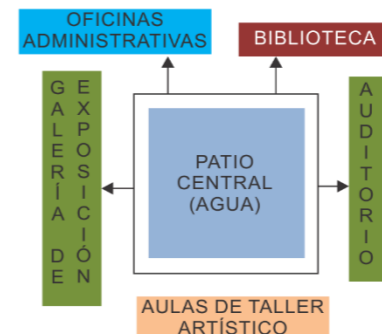 OFICINAS
ADMINISTRATIVAS
BIBLIOTECA
GALERÍA DE
EXPOSICIÓN
PATIO
CENTRAL
(AGUA)
AUDITORIO
AULAS DE TALLER
ARTÍSTICO